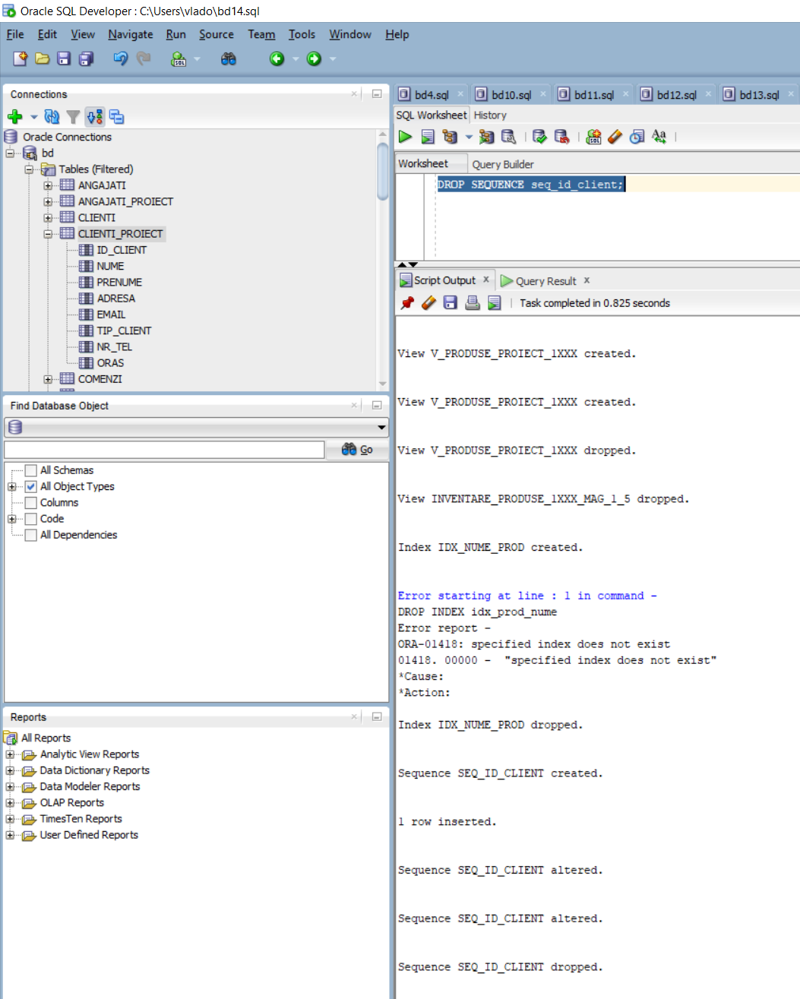 Oracle SQL Developer : C:\Users\vlado\bd14.sql
File Edit View Navigate Run Source Team Tools Window Help
SQL
Connections
Oracle Connections
bd
Tables (Filtered)
ANGAJATI
ANGAJATI_PROIECT
CLIENTI
CLIENTI_PROIECT
ID_CLIENT
NUME
PRENUME
ADRESA
EMAIL
TIP_CLIENT
NR_TEL
ORAS
COMENZI
Find Database Object
Go
All Schemas
All Object Types
Columns
Code
All Dependencies
Reports
All Reports
Analytic View Reports
Data Dictionary Reports
Data Modeler Reports
OLAP Reports
TimesTen Reports
User Defined Reports
bd4.sql bd10.sql bd11.sql bd12.sql bd13.sql
SQL Worksheet History
SQL Aa
Worksheet Query Builder
DROP SEQUENCE seq_id_client;
Script Output Query Result
Task completed in 0.825 seconds
View V_PRODUSE_PROIECT_1XXX created.
View V_PRODUSE_PROIECT_1XXX created.
View V_PRODUSE_PROIECT_1XXX dropped.
View INVENTARE_PRODUSE_1XXX_MAG_1_5 dropped.
Index IDX_NUME_PROD created.
Error starting at line : 1 in command -
DROP INDEX idx_prod_nume
Error report -
ORA-01418: specified index does not exist
01418. 00000 -  "specified index does not exist"
*Cause:
*Action:
Index IDX_NUME_PROD dropped.
Sequence SEQ_ID_CLIENT created.
1 row inserted.
Sequence SEQ_ID_CLIENT altered.
Sequence SEQ_ID_CLIENT altered.
Sequence SEQ_ID_CLIENT dropped.